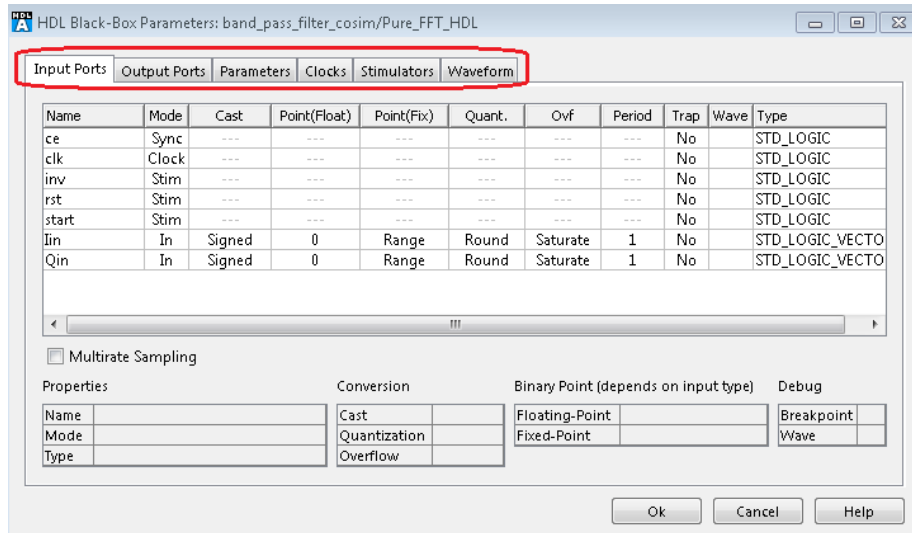 HDL A HDL Black-Box Parameters: band_pass_filter_cosim/Pure_FFT_HDL
Input Ports Output Ports Parameters Clocks Stimulators Waveform
Name Mode Cast Point(Float) Point(Fix) Quant. Ovf Period Trap Wave Type
ce Sync --- --- --- --- --- --- No STD_LOGIC
clk Clock --- --- --- --- --- --- No STD_LOGIC
inv Stim --- --- --- --- --- --- No STD_LOGIC
rst Stim --- --- --- --- --- --- No STD_LOGIC
start Stim --- --- --- --- --- --- No STD_LOGIC
Iin In Signed 0 Range Round Saturate 1 No STD_LOGIC_VECTO
Qin In Signed 0 Range Round Saturate 1 No STD_LOGIC_VECTO
Multirate Sampling
Properties Conversion Binary Point (depends on input type) Debug
Name Cast Floating-Point Breakpoint
Mode Quantization Fixed-Point Wave
Type Overflow
Ok Cancel Help